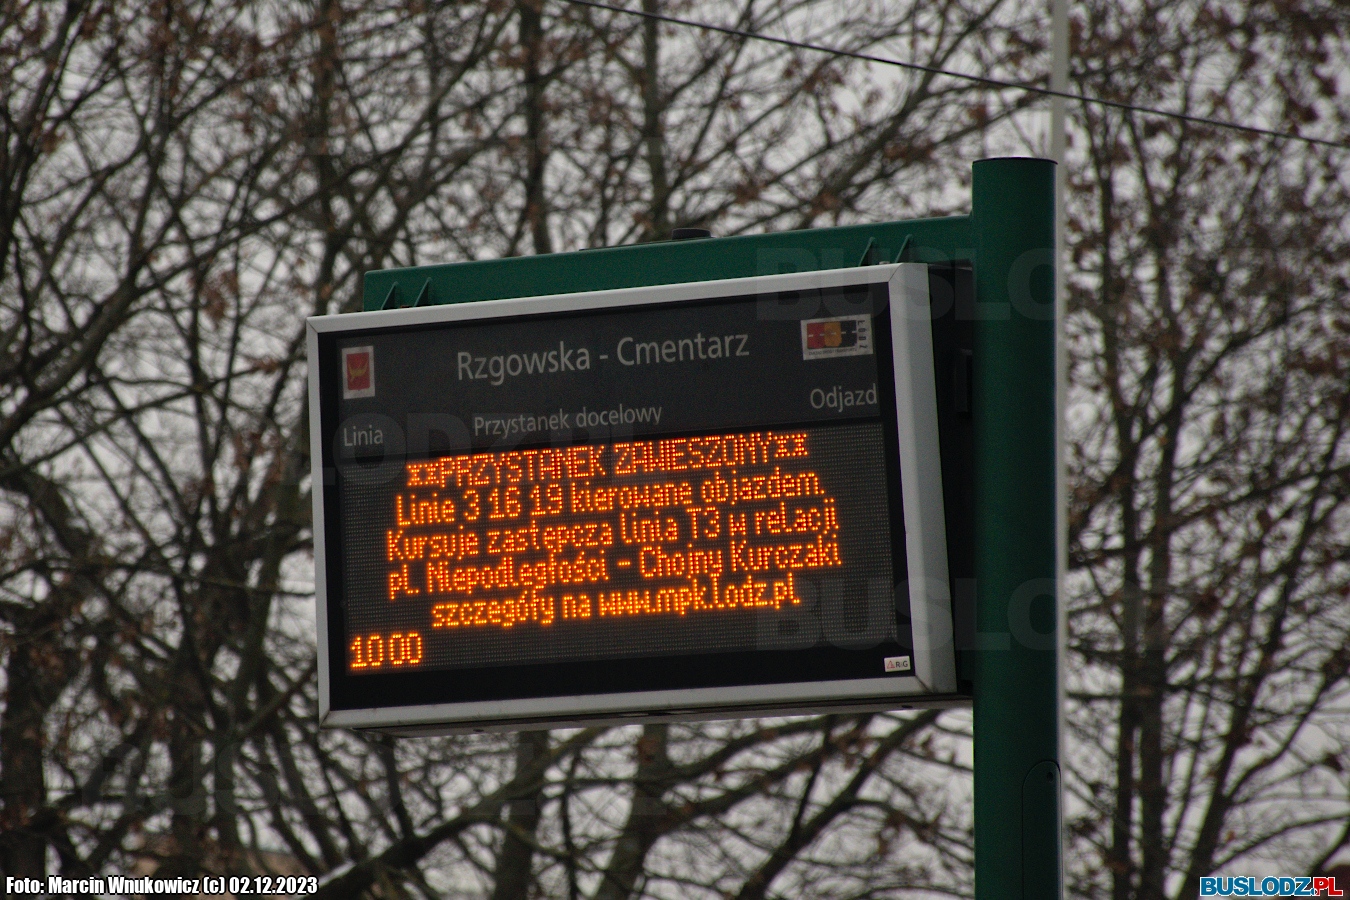 Rzgowska - Cmentarz
Linia Przystanek docelowy Odjazd
xxPRZYSTANEK ZAWIESZONYxx
Linie 3 16 19 kierowane objazdem.
Kursuje zastępcza linia T3 w relacji
pl. Niepodległości - Chojny Kurczaki
szczegóły na www.mpk.lodz.pl
10:00
RG
Foto: Marcin Wnukowicz (c) 02.12.2023
BUSLODZ.PL